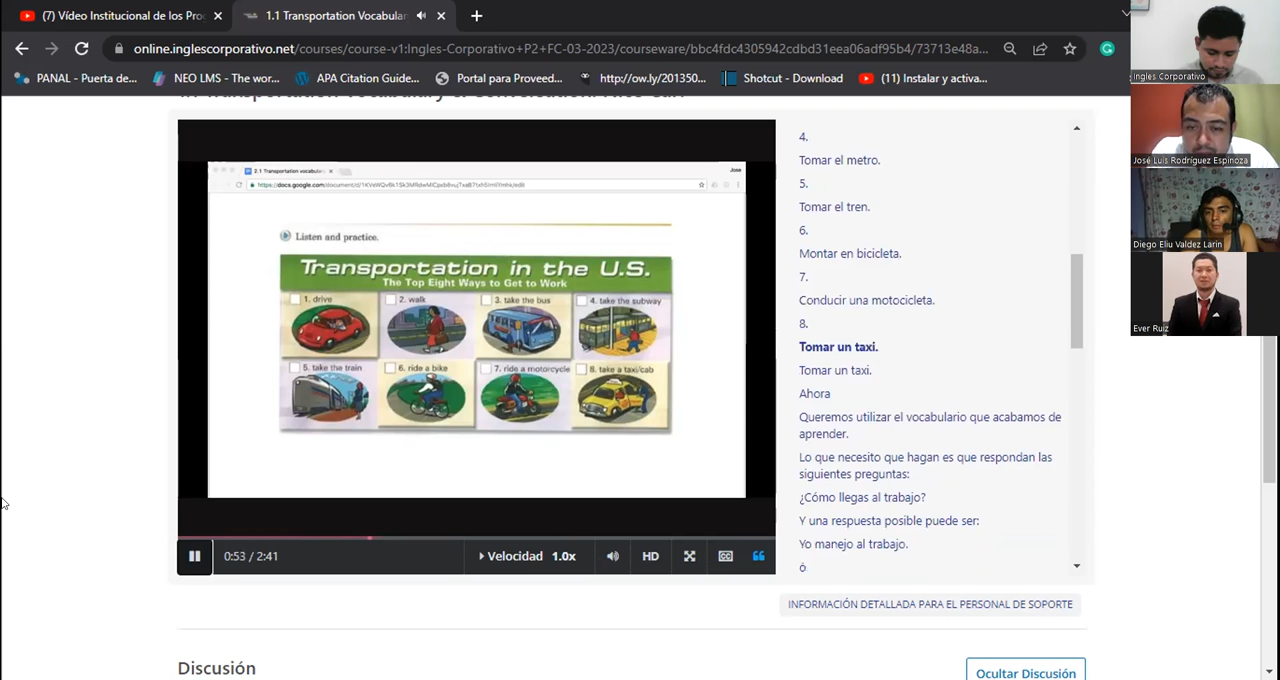 (7) Vídeo Institucional de los Pro
1.1 Transportation Vocabular
online.inglescorporativo.net/courses/course-v1:Ingles-Corporativo+P2+FC-03-2023/courseware/bbc4fdc4305942cdbd31eea06adf95b4/73713e48a...
PANAL - Puerta de...
NEO LMS - The wor...
APA Citation Guide...
Portal para Proveed...
http://ow.ly/201350...
Shotcut - Download
(11) Instalar y activa...
Ingles Corporativo
José Luis Rodríguez Espinoza
Diego Eliu Valdez Larin
Ever Ruiz
2.1 Transportation vocabula
Jose
Listen and practice.
Transportation in the U.S.
The Top Eight Ways to Get to Work
1. drive
2. walk
3. take the bus
4. take the subway
5. take the train
6. ride a bike
7. ride a motorcycle
8. take a taxi/cab
0:53 / 2:41
Velocidad 1.0x
HD
4.
Tomar el metro.
5.
Tomar el tren.
6.
Montar en bicicleta.
7.
Conducir una motocicleta.
8.
Tomar un taxi.
Tomar un taxi.
Ahora
Queremos utilizar el vocabulario que acabamos de
aprender.
Lo que necesito que hagan es que respondan las
siguientes preguntas:
¿Cómo llegas al trabajo?
Y una respuesta posible puede ser:
Yo manejo al trabajo.
ó
INFORMACIÓN DETALLADA PARA EL PERSONAL DE SOPORTE
Discusión
Ocultar Discusión